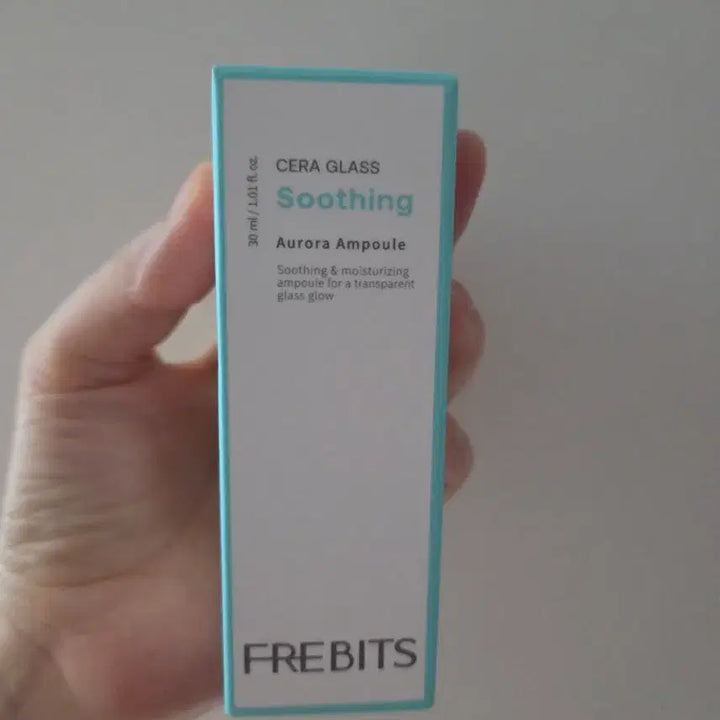 30 ml / 1.01 fl. oz.
CERA GLASS
Soothing
Aurora Ampoule
Soothing & moisturizing
ampoule for a transparent
glass glow
FREBITS